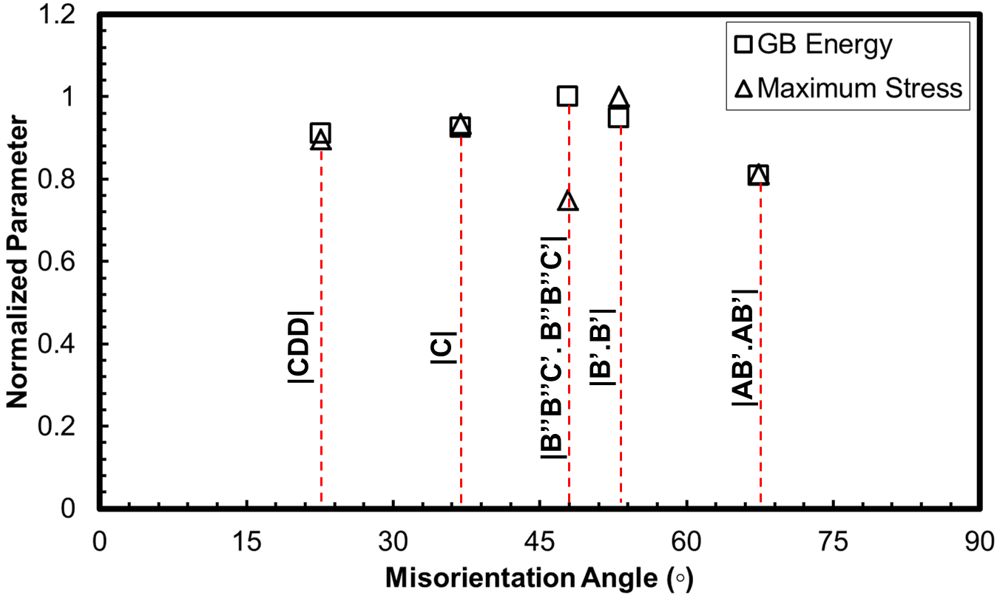 1.2
1
0.8
0.6
0.4
0.2
0
Normalized Parameter
GB Energy
Maximum Stress
|CDD|
|C|
|B”B”C’.B”B”C’|
|B’.B’|
|AB’.AB’|
0 15 30 45 60 75 90
Misorientation Angle (◦)